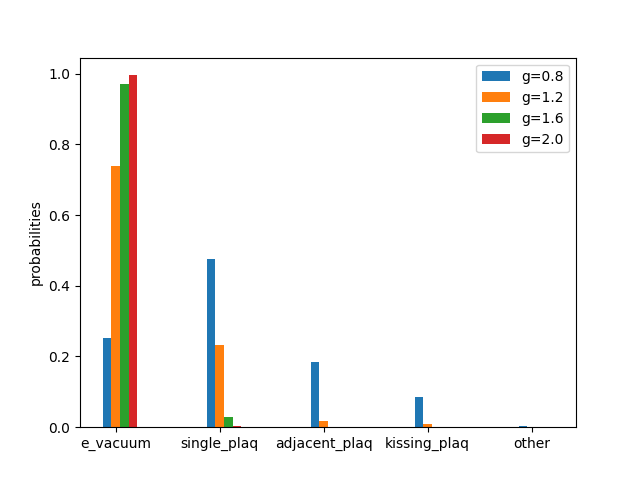 g=0.8
g=1.2
g=1.6
g=2.0
probabilities
1.0
0.8
0.6
0.4
0.2
0.0
e_vacuum single_plaq adjacent_plaq kissing_plaq other